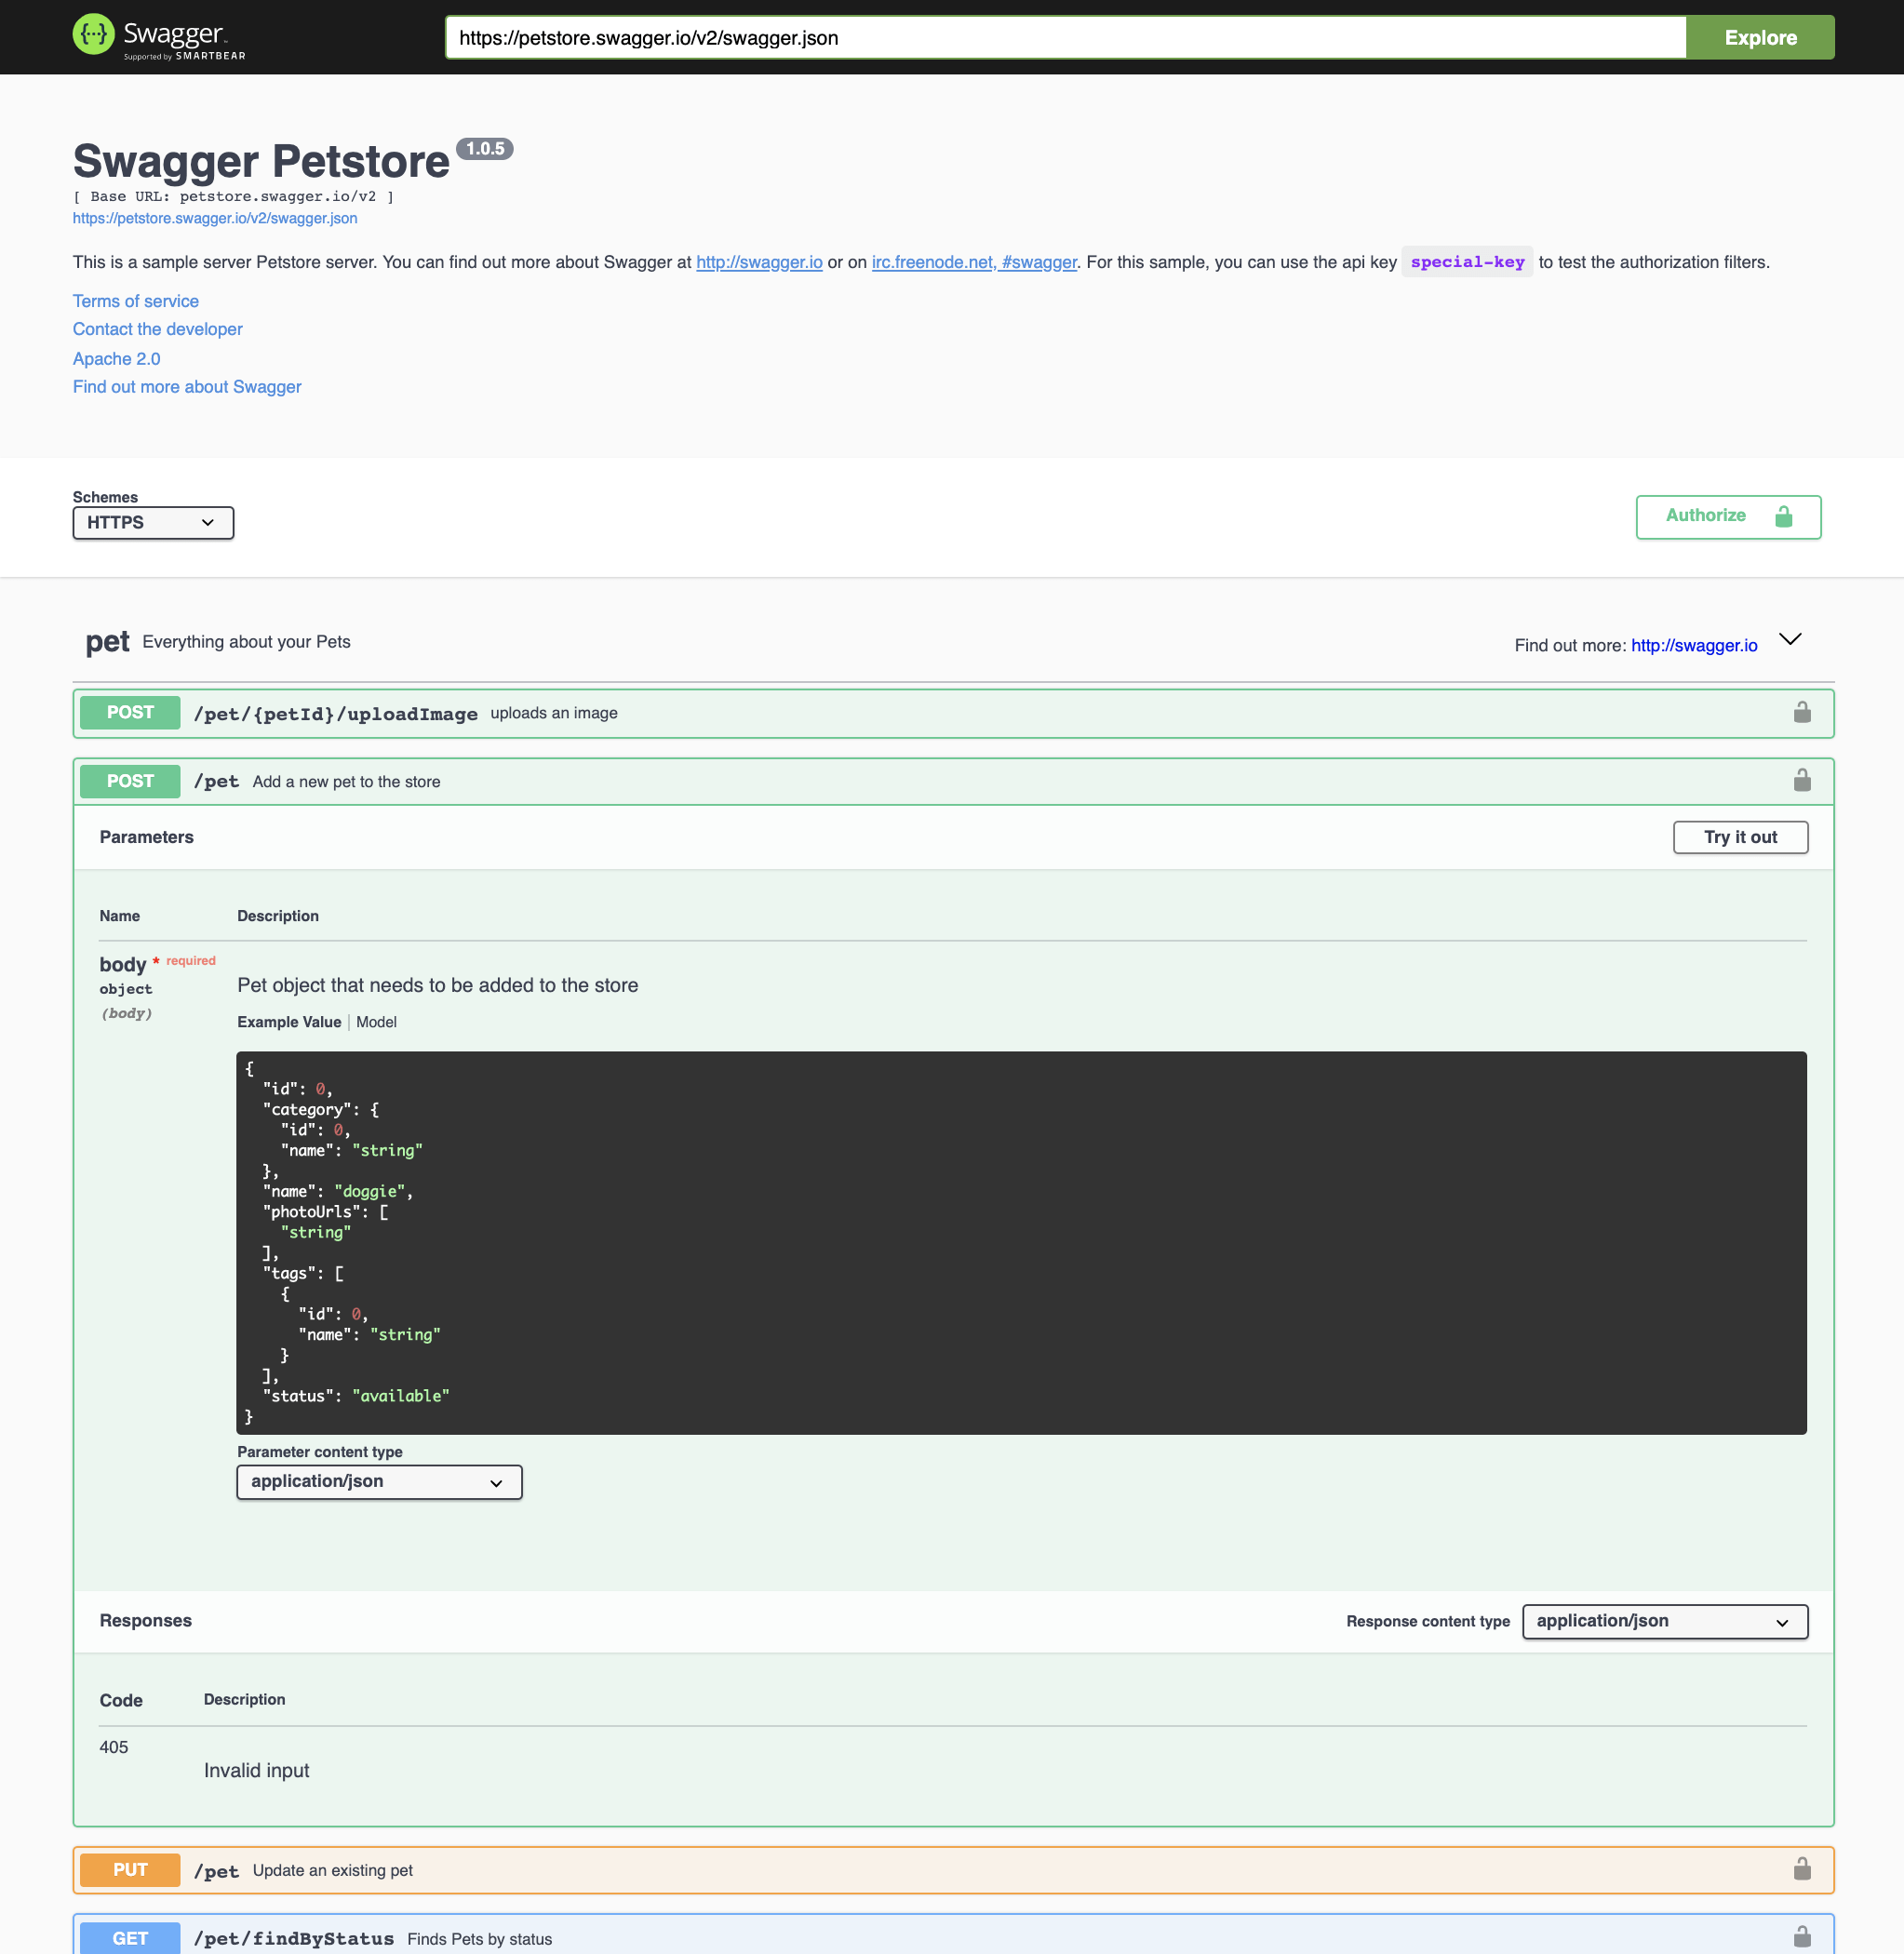 {···} Swagger™
Supported by SMARTBEAR
https://petstore.swagger.io/v2/swagger.json
Explore
Swagger Petstore 1.0.5
[ Base URL: petstore.swagger.io/v2 ]
https://petstore.swagger.io/v2/swagger.json
This is a sample server Petstore server. You can find out more about Swagger at http://swagger.io or on irc.freenode.net, #swagger. For this sample, you can use the api key special-key to test the authorization filters.
Terms of service
Contact the developer
Apache 2.0
Find out more about Swagger
Schemes
HTTPS
Authorize
pet Everything about your Pets
Find out more: http://swagger.io
POST /pet/{petId}/uploadImage uploads an image
POST /pet Add a new pet to the store
Parameters
Try it out
Name Description
body * required
object
(body)
Pet object that needs to be added to the store
Example Value | Model
{
  "id": 0,
  "category": {
    "id": 0,
    "name": "string"
  },
  "name": "doggie",
  "photoUrls": [
    "string"
  ],
  "tags": [
    {
      "id": 0,
      "name": "string"
    }
  ],
  "status": "available"
}
Parameter content type
application/json
Responses
Response content type application/json
Code Description
405
Invalid input
PUT /pet Update an existing pet
GET /pet/findByStatus Finds Pets by status